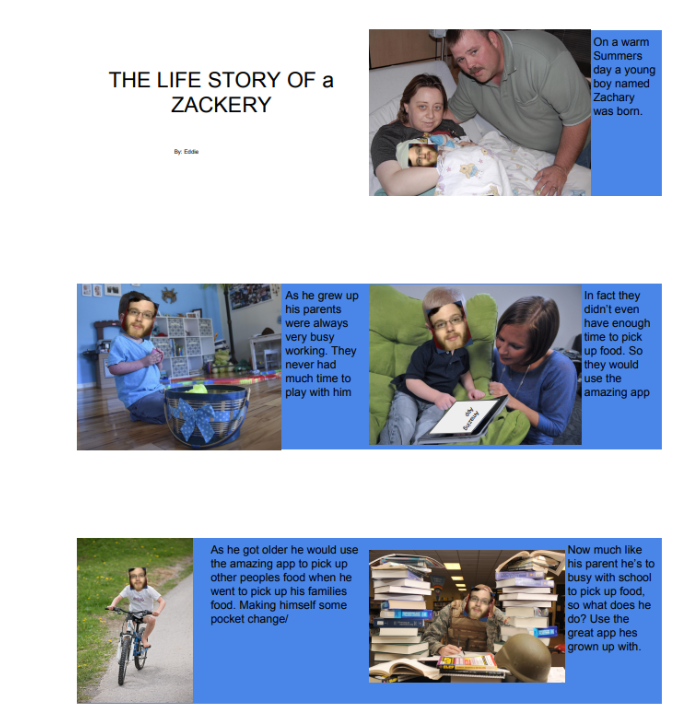 THE LIFE STORY OF a
ZACKERY
By: Eddie
On a warm
Summers
day a young
boy named
Zachary
was born.
As he grew up
his parents
were always
very busy
working. They
never had
much time to
play with him
In fact they
didn't even
have enough
time to pick
up food. So
they would
use the
amazing app
Amazing
App
As he got older he would use
the amazing app to pick up
other peoples food when he
went to pick up his families
food. Making himself some
pocket change/
Now much like
his parent he's to
busy with school
to pick up food,
so what does he
do? Use the
great app hes
grown up with.